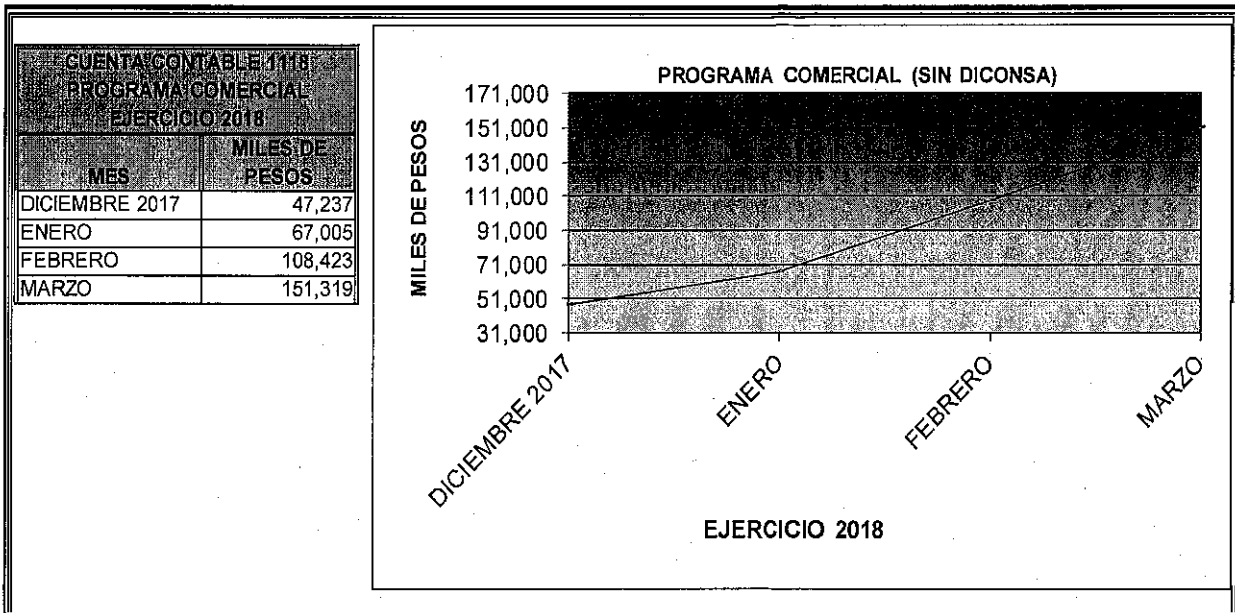 CUENTA CONTABLE 1118
PROGRAMA COMERCIAL
EJERCICIO 2018
MES MILES DE PESOS
DICIEMBRE 2017 47,237
ENERO 67,005
FEBRERO 108,423
MARZO 151,319
PROGRAMA COMERCIAL (SIN DICONSA)
MILES DE PESOS
171,000
151,000
131,000
111,000
91,000
71,000
51,000
31,000
DICIEMBRE 2017
ENERO
FEBRERO
MARZO
EJERCICIO 2018